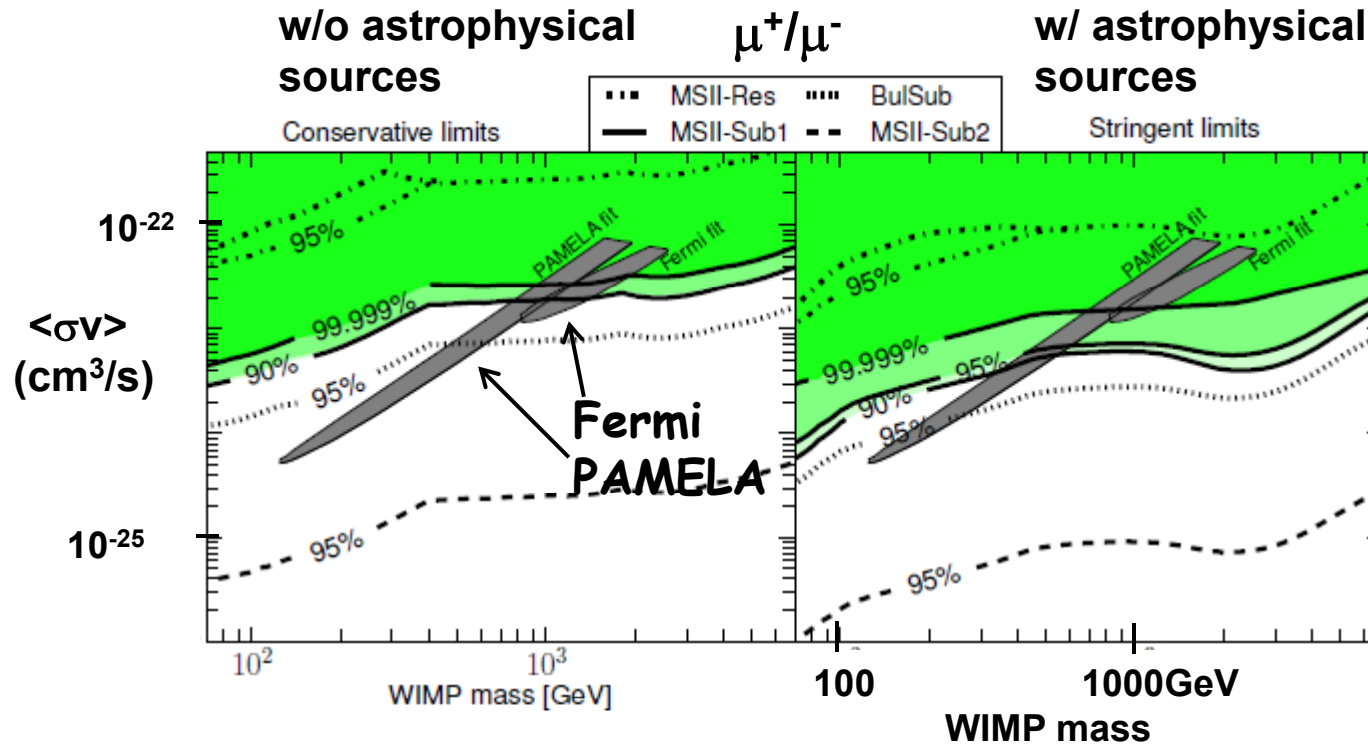 w/o astrophysical
sources
μ⁺/μ⁻
w/ astrophysical
sources
Conservative limits
MSII-Res
BulSub
MSII-Sub1
MSII-Sub2
Stringent limits
<σv>
(cm³/s)
10⁻²²
10⁻²⁵
95%
PAMELA fit
Fermi fit
99.999%
90%
95%
95%
Fermi
PAMELA
95%
PAMELA fit
Fermi fit
99.999%
95%
90%
95%
95%
10²
10³
WIMP mass [GeV]
100
1000GeV
WIMP mass